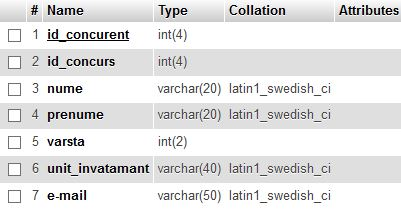 # Name Type Collation Attributes
1 id_concurent int(4)
2 id_concurs int(4)
3 nume varchar(20) latin1_swedish_ci
4 prenume varchar(20) latin1_swedish_ci
5 varsta int(2)
6 unit_invatamant varchar(40) latin1_swedish_ci
7 e-mail varchar(50) latin1_swedish_ci